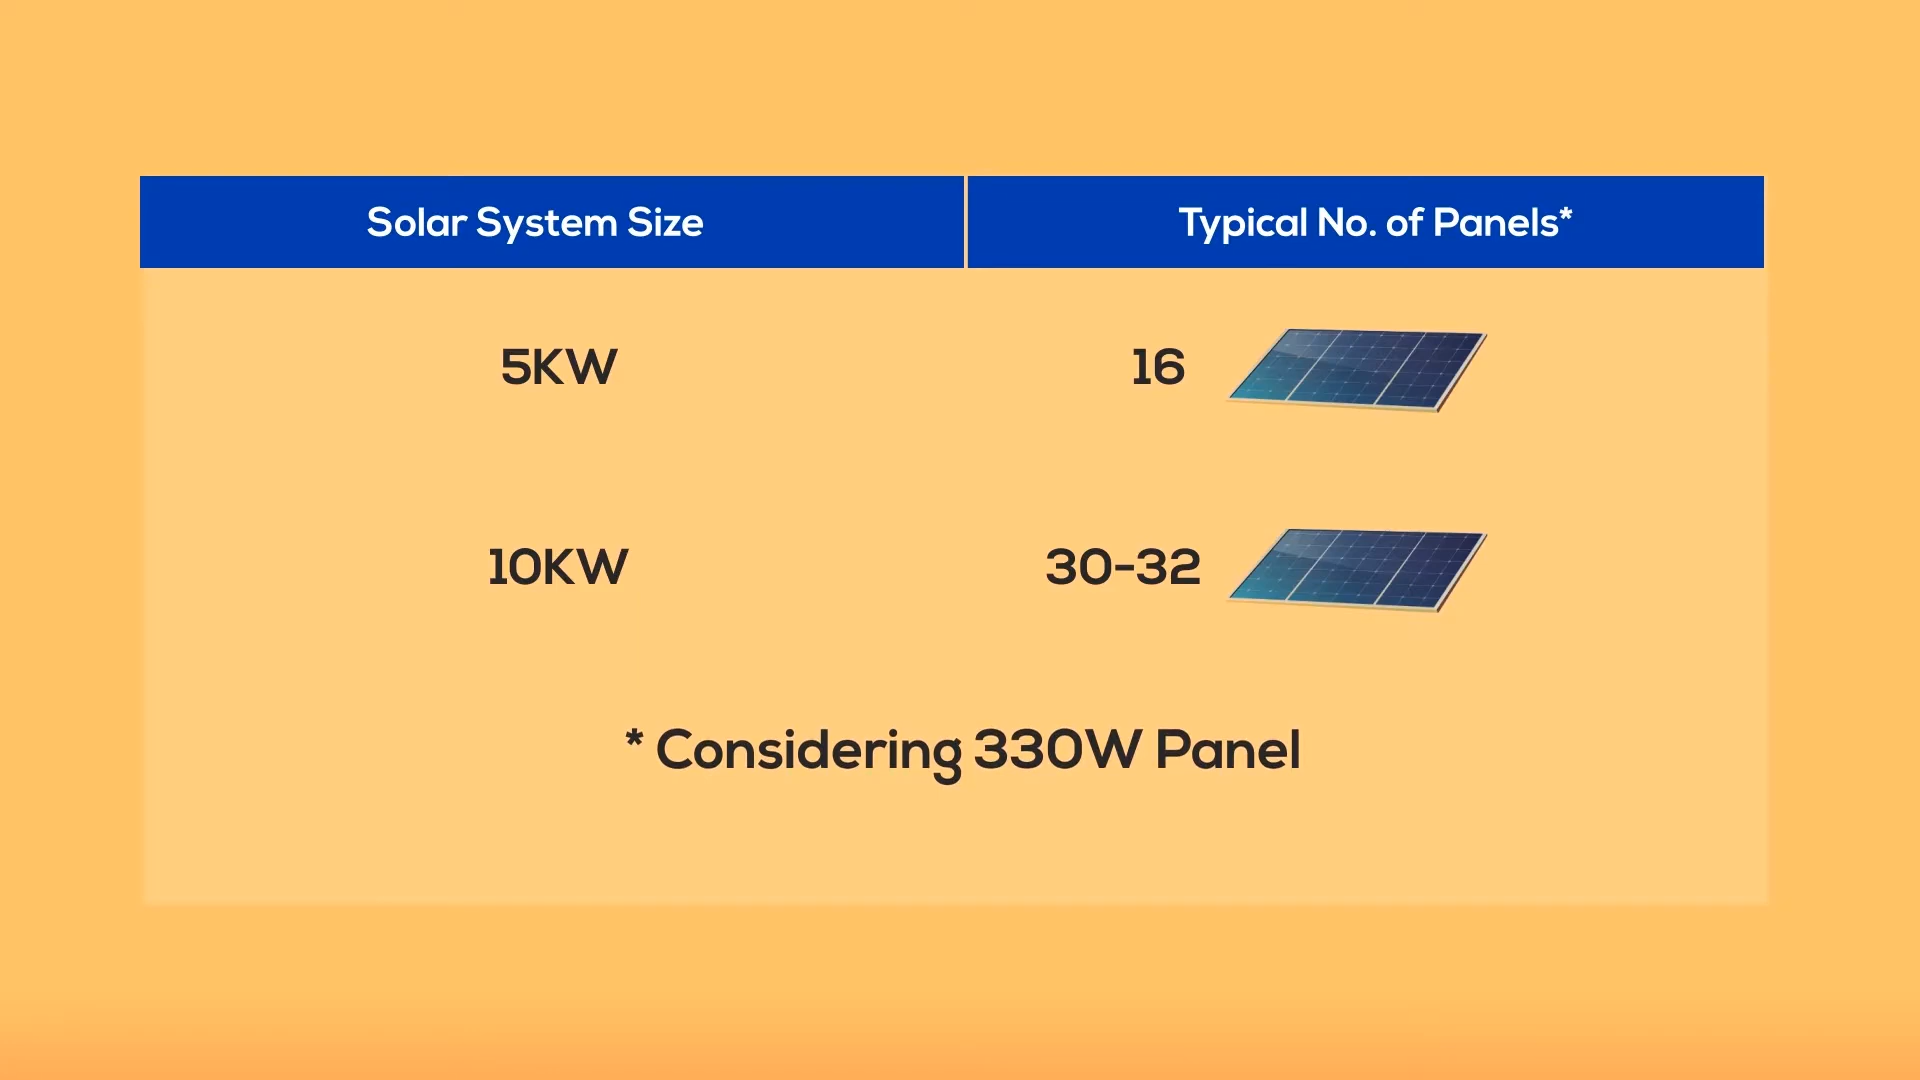 Solar System Size
Typical No. of Panels*
5KW
16
10KW
30-32
* Considering 330W Panel